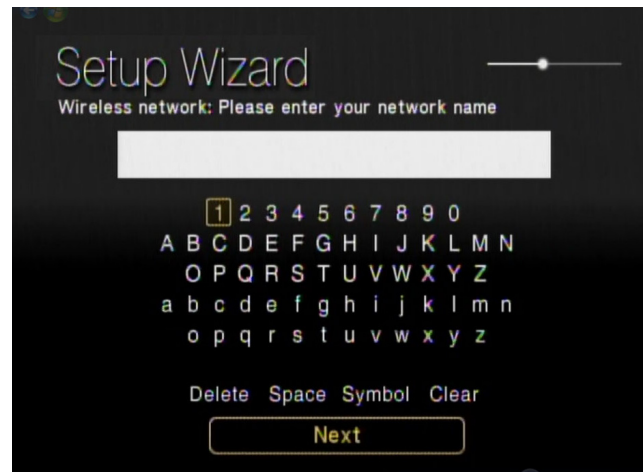 Setup Wizard
Wireless network: Please enter your network name
1 2 3 4 5 6 7 8 9 0
A B C D E F G H I J K L M N
O P Q R S T U V W X Y Z
a b c d e f g h i j k l m n
o p q r s t u v w x y z
Delete Space Symbol Clear
Next